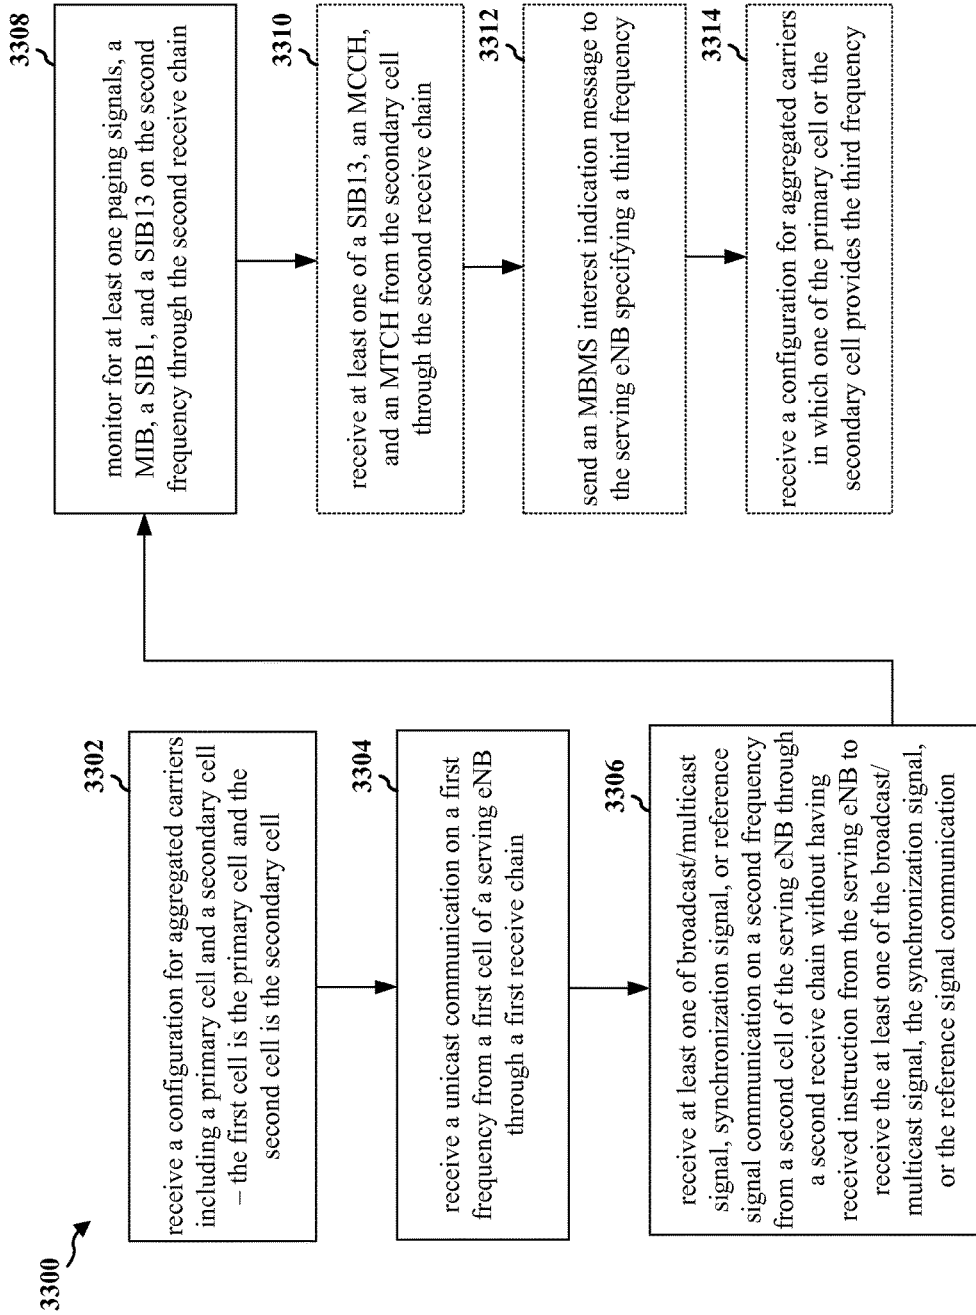 3300
3302
receive a configuration for aggregated carriers
including a primary cell and a secondary cell
– the first cell is the primary cell and the
second cell is the secondary cell
3304
receive a unicast communication on a first
frequency from a first cell of a serving eNB
through a first receive chain
3306
receive at least one of broadcast/multicast
signal, synchronization signal, or reference
signal communication on a second frequency
from a second cell of the serving eNB through
a second receive chain without having
received instruction from the serving eNB to
receive the at least one of the broadcast/
multicast signal, the synchronization signal,
or the reference signal communication
3308
monitor for at least one paging signals, a
MIB, a SIB1, and a SIB13 on the second
frequency through the second receive chain
3310
receive at least one of a SIB13, an MCCH,
and an MTCH from the secondary cell
through the second receive chain
3312
send an MBMS interest indication message to
the serving eNB specifying a third frequency
3314
receive a configuration for aggregated carriers
in which one of the primary cell or the
secondary cell provides the third frequency